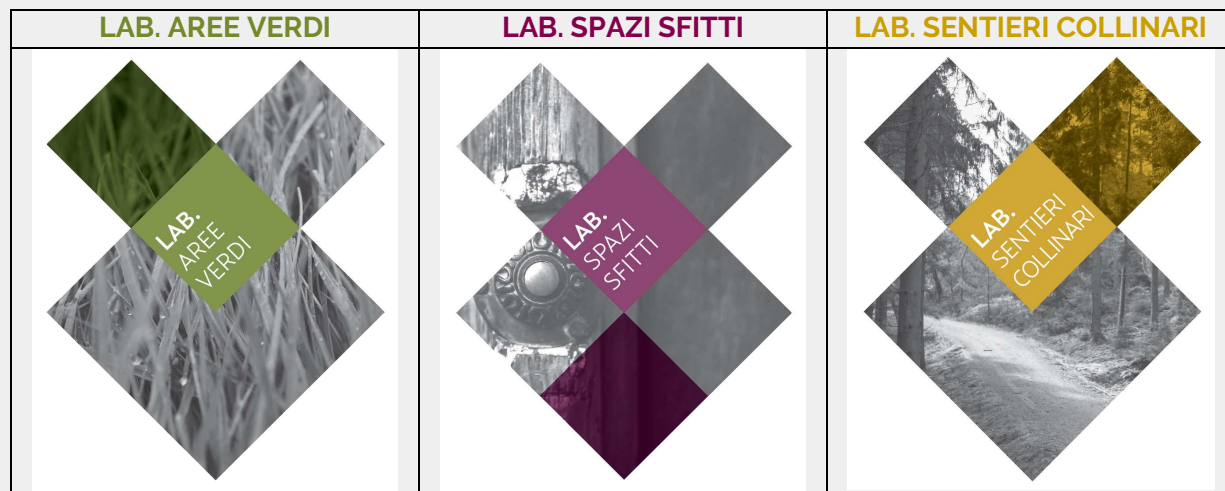 LAB. AREE VERDI
LAB. SPAZI SFITTI
LAB. SENTIERI COLLINARI
LAB.
AREE
VERDI
LAB.
SPAZI
SFITTI
LAB.
SENTIERI
COLLINARI